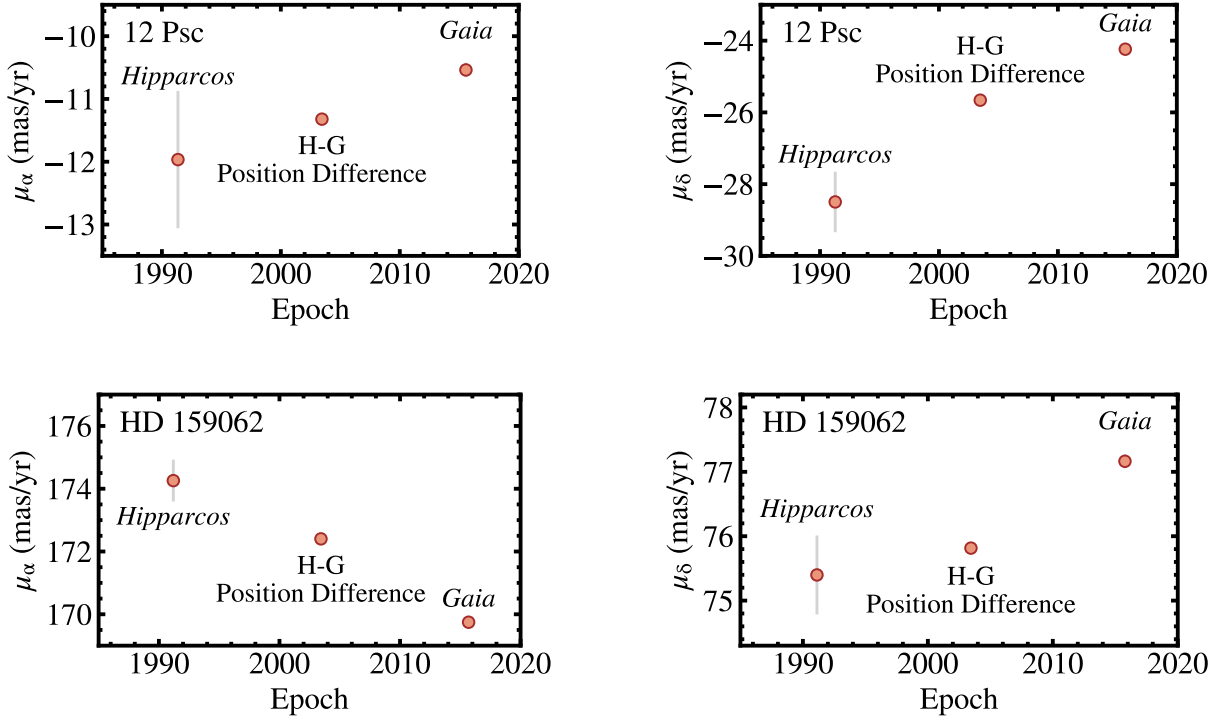 12 Psc
Gaia
Hipparcos
H-G
Position Difference
−10
−11
−12
−13
μα (mas/yr)
1990
2000
2010
2020
Epoch
12 Psc
Gaia
H-G
Position Difference
Hipparcos
−24
−26
−28
−30
μδ (mas/yr)
1990
2000
2010
2020
Epoch
HD 159062
Hipparcos
H-G
Position Difference
Gaia
176
174
172
170
μα (mas/yr)
1990
2000
2010
2020
Epoch
HD 159062
Gaia
Hipparcos
H-G
Position Difference
78
77
76
75
μδ (mas/yr)
1990
2000
2010
2020
Epoch